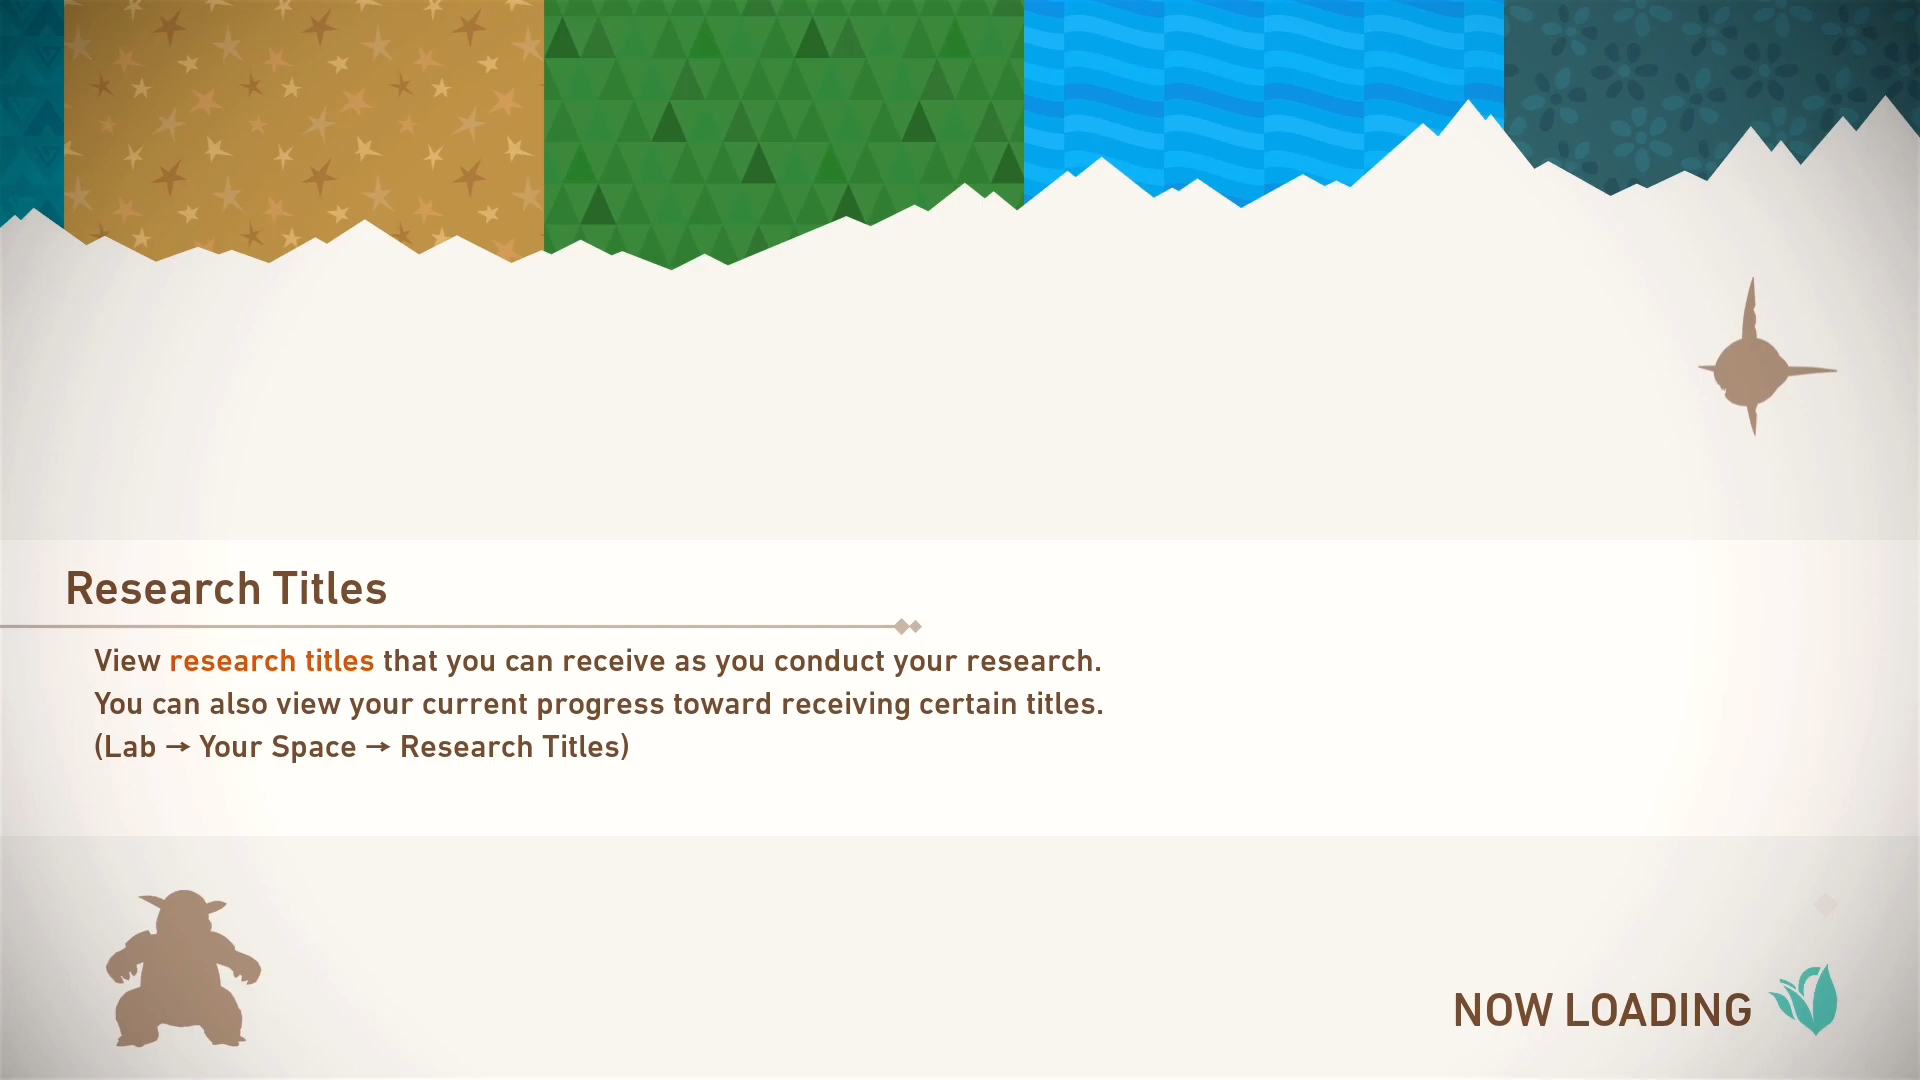 Research Titles
View research titles that you can receive as you conduct your research.
You can also view your current progress toward receiving certain titles.
(Lab → Your Space → Research Titles)
NOW LOADING